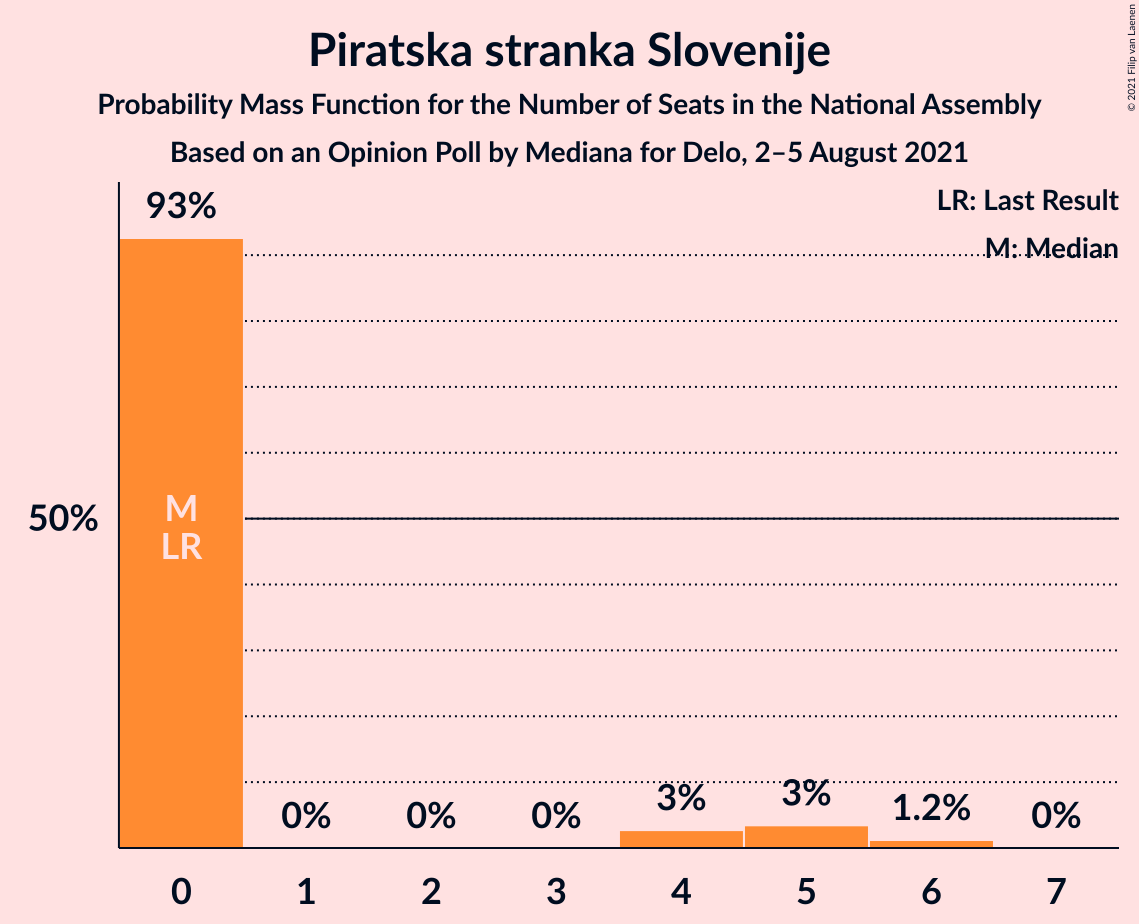 Piratska stranka Slovenije
Probability Mass Function for the Number of Seats in the National Assembly
Based on an Opinion Poll by Mediana for Delo, 2–5 August 2021
© 2021 Filip van Laenen
LR: Last Result
M: Median
93%
50%
M
LR
0%
0%
0%
3%
3%
1.2%
0%
0
1
2
3
4
5
6
7